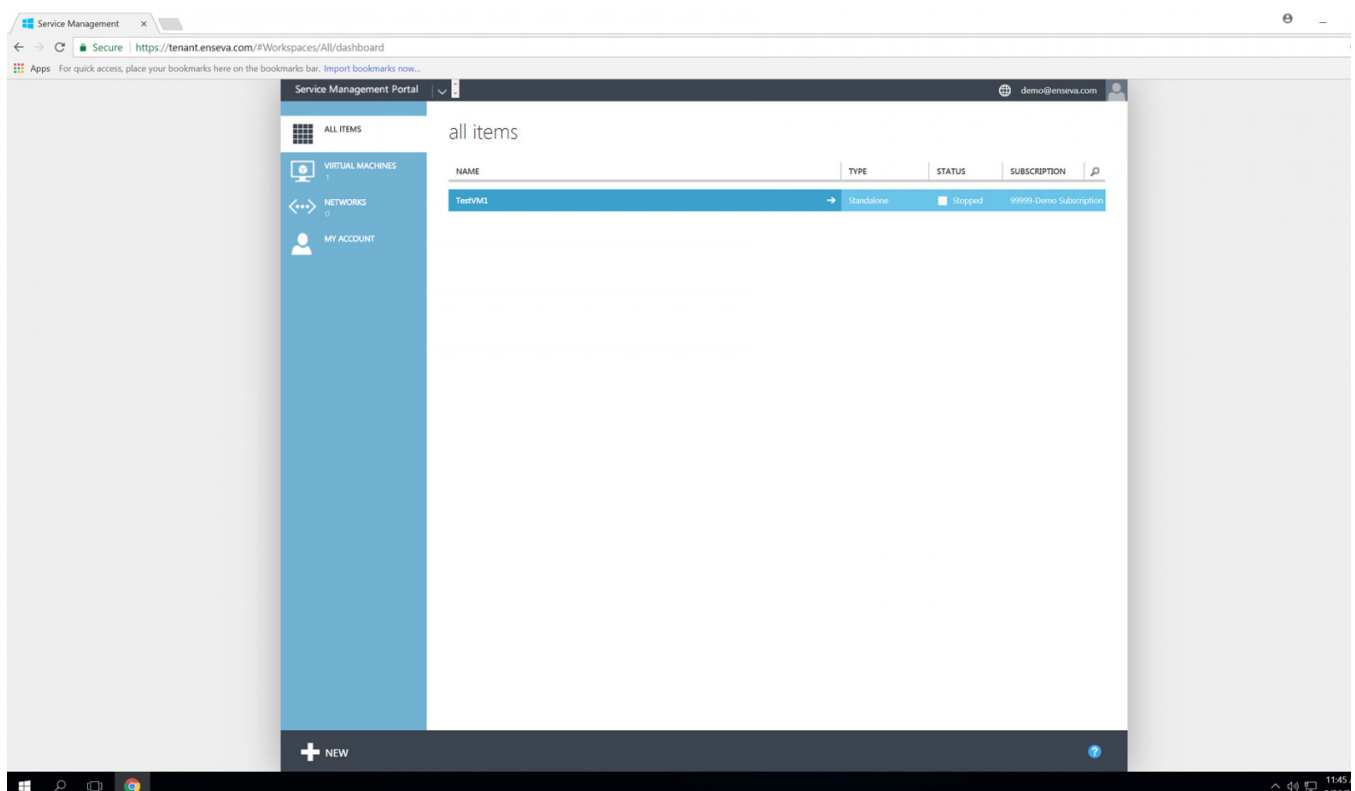 Service Management
Secure https://tenant.enseva.com/#Workspaces/All/dashboard
Apps For quick access, place your bookmarks here on the bookmarks bar. Import bookmarks now...
Service Management Portal demo@enseva.com
ALL ITEMS
VIRTUAL MACHINES
1
NETWORKS
0
MY ACCOUNT
all items
NAME TYPE STATUS SUBSCRIPTION
TestVM1 Standalone Stopped 99999-Demo Subscription
NEW ?
11:45